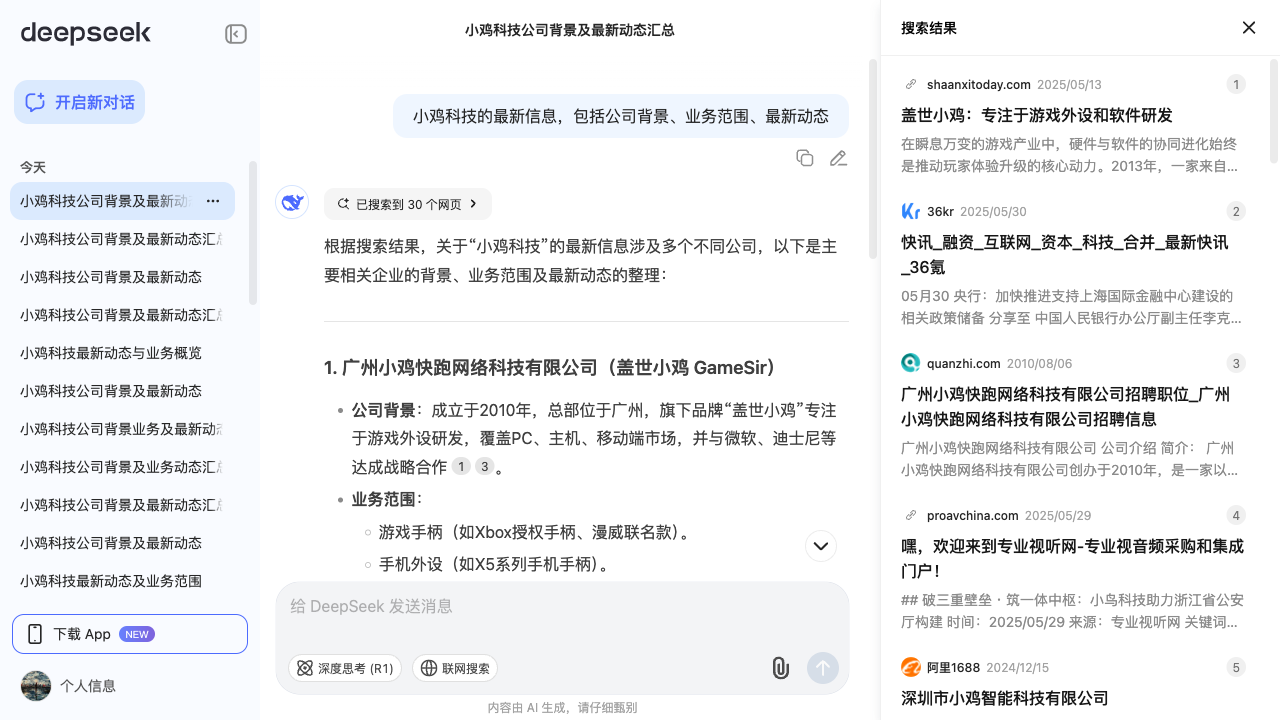 deepseek
开启新对话
今天
小鸡科技公司背景及最新动
小鸡科技公司背景及最新动态汇总
小鸡科技公司背景及最新动态
小鸡科技公司背景及最新动态汇总
小鸡科技最新动态与业务概览
小鸡科技公司背景及最新动态
小鸡科技公司背景业务及最新动态
小鸡科技公司背景及业务动态汇总
小鸡科技公司背景及最新动态汇总
小鸡科技公司背景及最新动态
小鸡科技最新动态及业务范围
下载 App NEW
个人信息
小鸡科技公司背景及最新动态汇总
小鸡科技的最新信息，包括公司背景、业务范围、最新动态
已搜索到 30 个网页
根据搜索结果，关于“小鸡科技”的最新信息涉及多个不同公司，以下是主
要相关企业的背景、业务范围及最新动态的整理：
1. 广州小鸡快跑网络科技有限公司（盖世小鸡 GameSir）
公司背景：成立于2010年，总部位于广州，旗下品牌“盖世小鸡”专注
于游戏外设研发，覆盖PC、主机、移动端市场，并与微软、迪士尼等
达成战略合作 1 3 。
业务范围：
游戏手柄（如Xbox授权手柄、漫威联名款）。
手机外设（如X5系列手机手柄）。
给 DeepSeek 发送消息
深度思考 (R1) 联网搜索
内容由 AI 生成，请仔细甄别
搜索结果
shaanxitoday.com 2025/05/13 1
盖世小鸡：专注于游戏外设和软件研发
在瞬息万变的游戏产业中，硬件与软件的协同进化始终
是推动玩家体验升级的核心动力。2013年，一家来自...
36kr 2025/05/30 2
快讯_融资_互联网_资本_科技_合并_最新快讯
_36氪
05月30 央行：加快推进支持上海国际金融中心建设的
相关政策储备 分享至 中国人民银行办公厅副主任李克...
quanzhi.com 2010/08/06 3
广州小鸡快跑网络科技有限公司招聘职位_广州
小鸡快跑网络科技有限公司招聘信息
广州小鸡快跑网络科技有限公司 公司介绍 简介： 广州
小鸡快跑网络科技有限公司创办于2010年，是一家以...
proavchina.com 2025/05/29 4
嘿，欢迎来到专业视听网-专业视音频采购和集成
门户！
## 破三重壁垒・筑一体中枢：小鸟科技助力浙江省公安
厅构建 时间：2025/05/29 来源：专业视听网 关键词...
阿里1688 2024/12/15 5
深圳市小鸡智能科技有限公司